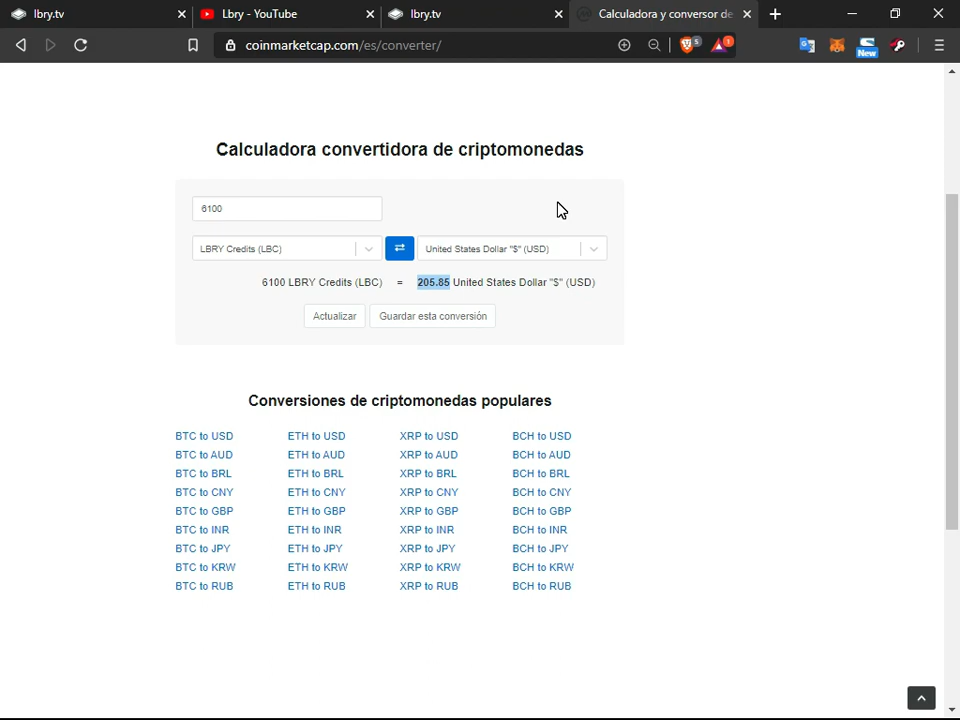 lbry.tv
Lbry - YouTube
lbry.tv
Calculadora y conversor de
coinmarketcap.com/es/converter/
5
1
New
Calculadora convertidora de criptomonedas
6100
LBRY Credits (LBC)
United States Dollar "$" (USD)
6100 LBRY Credits (LBC) = 205.85 United States Dollar "$" (USD)
Actualizar
Guardar esta conversión
Conversiones de criptomonedas populares
BTC to USD ETH to USD XRP to USD BCH to USD
BTC to AUD ETH to AUD XRP to AUD BCH to AUD
BTC to BRL ETH to BRL XRP to BRL BCH to BRL
BTC to CNY ETH to CNY XRP to CNY BCH to CNY
BTC to GBP ETH to GBP XRP to GBP BCH to GBP
BTC to INR ETH to INR XRP to INR BCH to INR
BTC to JPY ETH to JPY XRP to JPY BCH to JPY
BTC to KRW ETH to KRW XRP to KRW BCH to KRW
BTC to RUB ETH to RUB XRP to RUB BCH to RUB